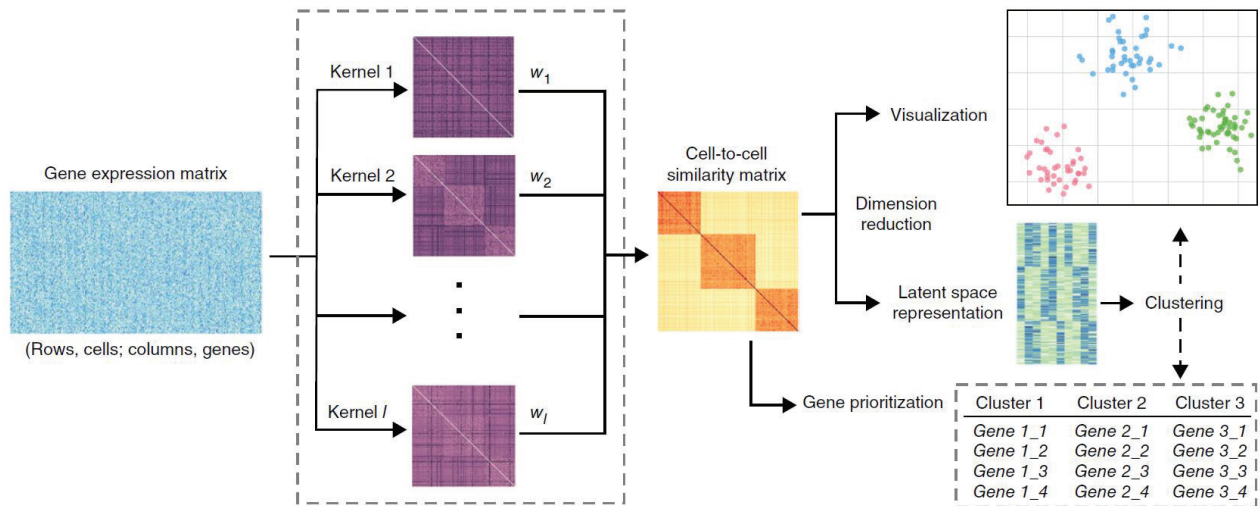 Gene expression matrix
(Rows, cells; columns, genes)
Kernel 1
w1
Kernel 2
w2
Kernel l
wl
Cell-to-cell
similarity matrix
Visualization
Dimension
reduction
Latent space
representation
Clustering
Gene prioritization
Cluster 1 Cluster 2 Cluster 3
Gene 1_1 Gene 2_1 Gene 3_1
Gene 1_2 Gene 2_2 Gene 3_2
Gene 1_3 Gene 2_3 Gene 3_3
Gene 1_4 Gene 2_4 Gene 3_4